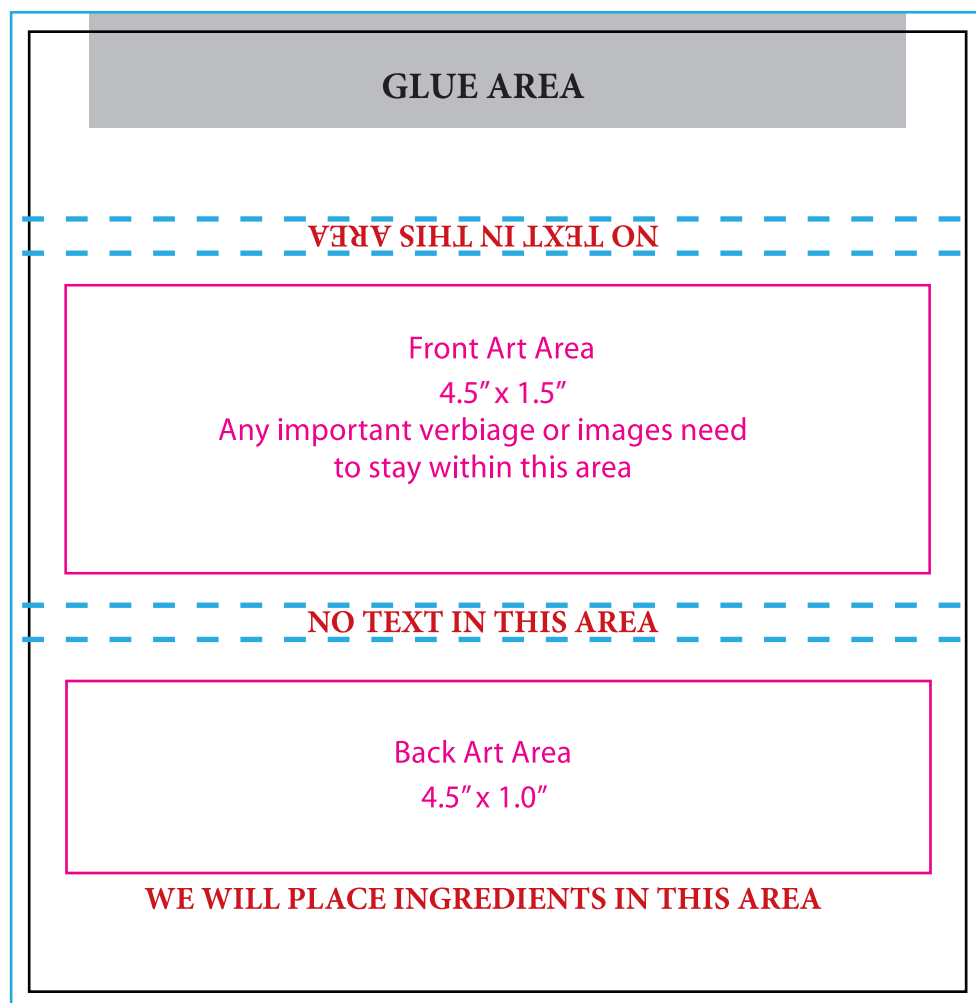 GLUE AREA
NO TEXT IN THIS AREA
Front Art Area
4.5” x 1.5”
Any important verbiage or images need
to stay within this area
NO TEXT IN THIS AREA
Back Art Area
4.5” x 1.0”
WE WILL PLACE INGREDIENTS IN THIS AREA